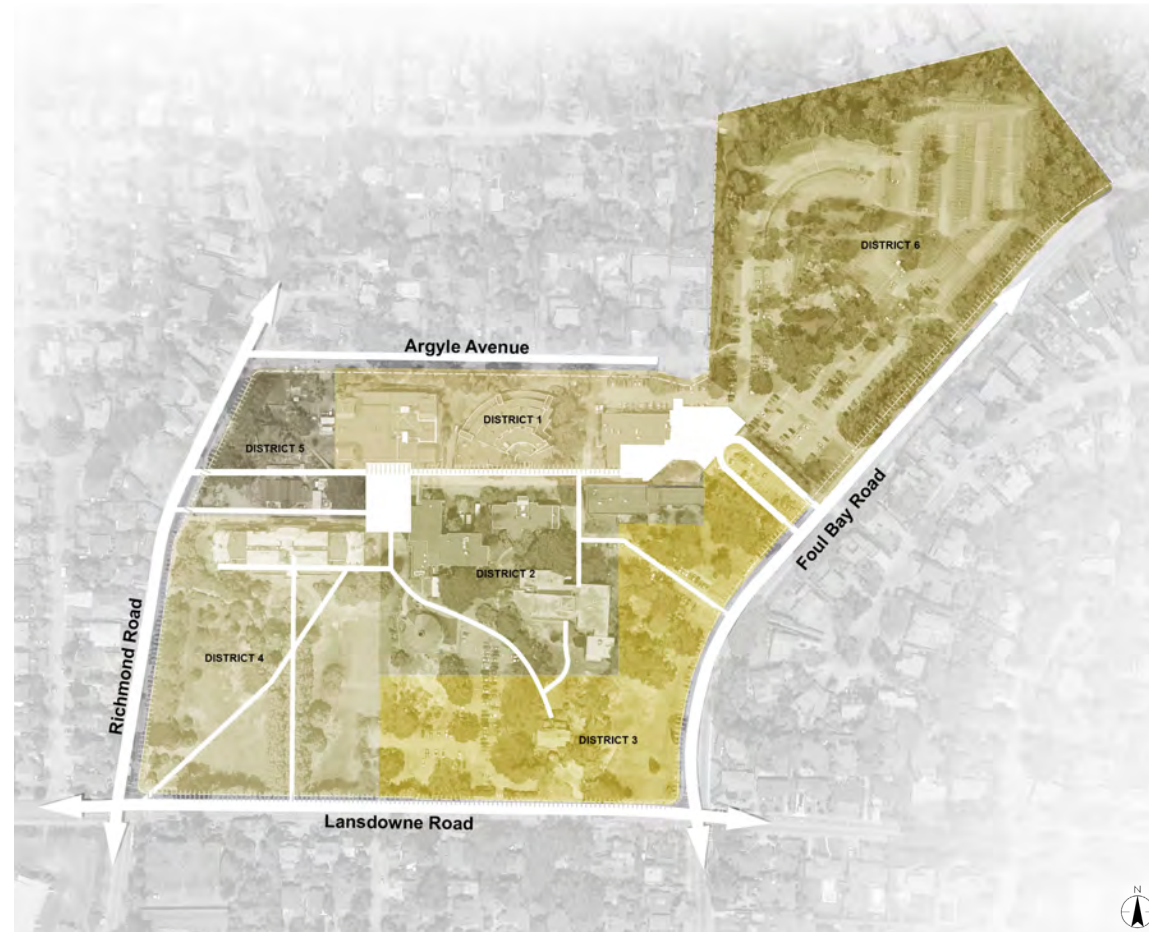 N
DISTRICT 6
Argyle Avenue
DISTRICT 1
DISTRICT 5
Foul Bay Road
DISTRICT 2
Richmond Road
DISTRICT 4
DISTRICT 3
Lansdowne Road